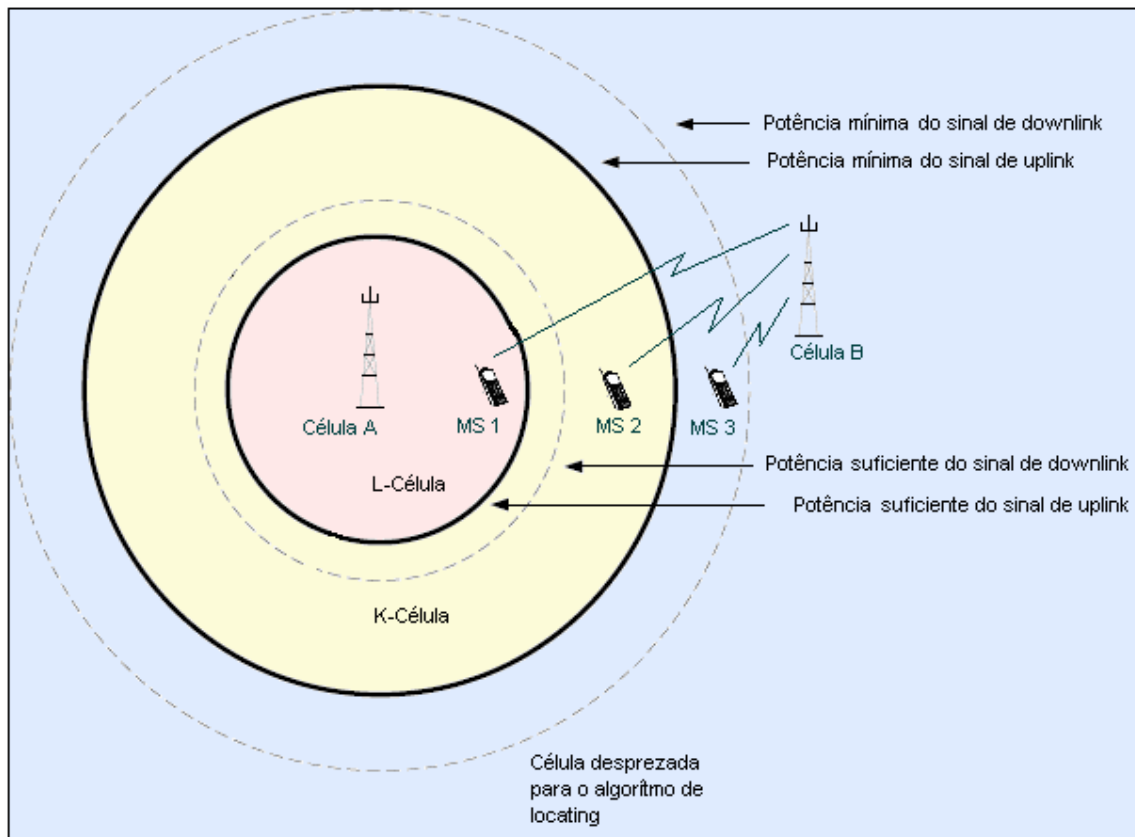 Potência mínima do sinal de downlink
Potência mínima do sinal de uplink
Célula B
Célula A
MS 1
MS 2
MS 3
Potência suficiente do sinal de downlink
L-Célula
Potência suficiente do sinal de uplink
K-Célula
Célula desprezada
para o algorítmo de
locating